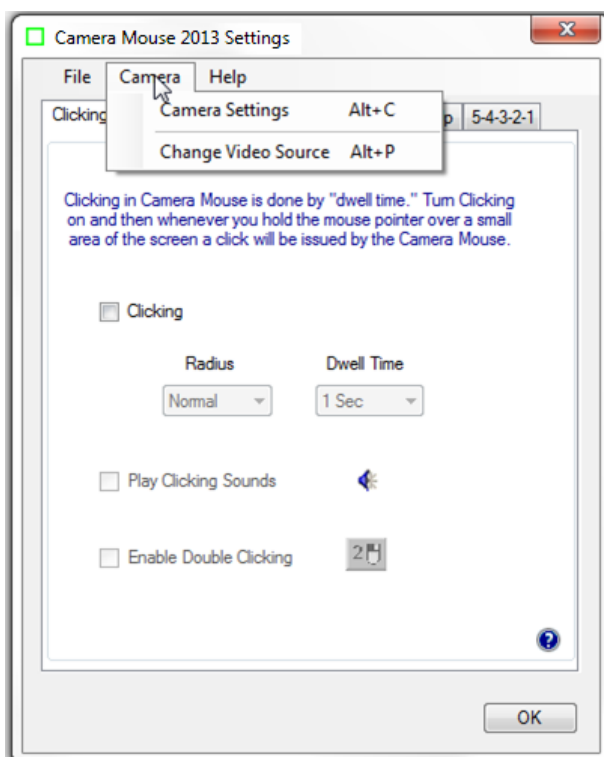 Camera Mouse 2013 Settings
File Camera Help
Camera Settings Alt+C
Change Video Source Alt+P
Clicking p 5-4-3-2-1
Clicking in Camera Mouse is done by "dwell time." Turn Clicking
on and then whenever you hold the mouse pointer over a small
area of the screen a click will be issued by the Camera Mouse.
Clicking
Radius Dwell Time
Normal 1 Sec
Play Clicking Sounds
Enable Double Clicking 2
?
OK